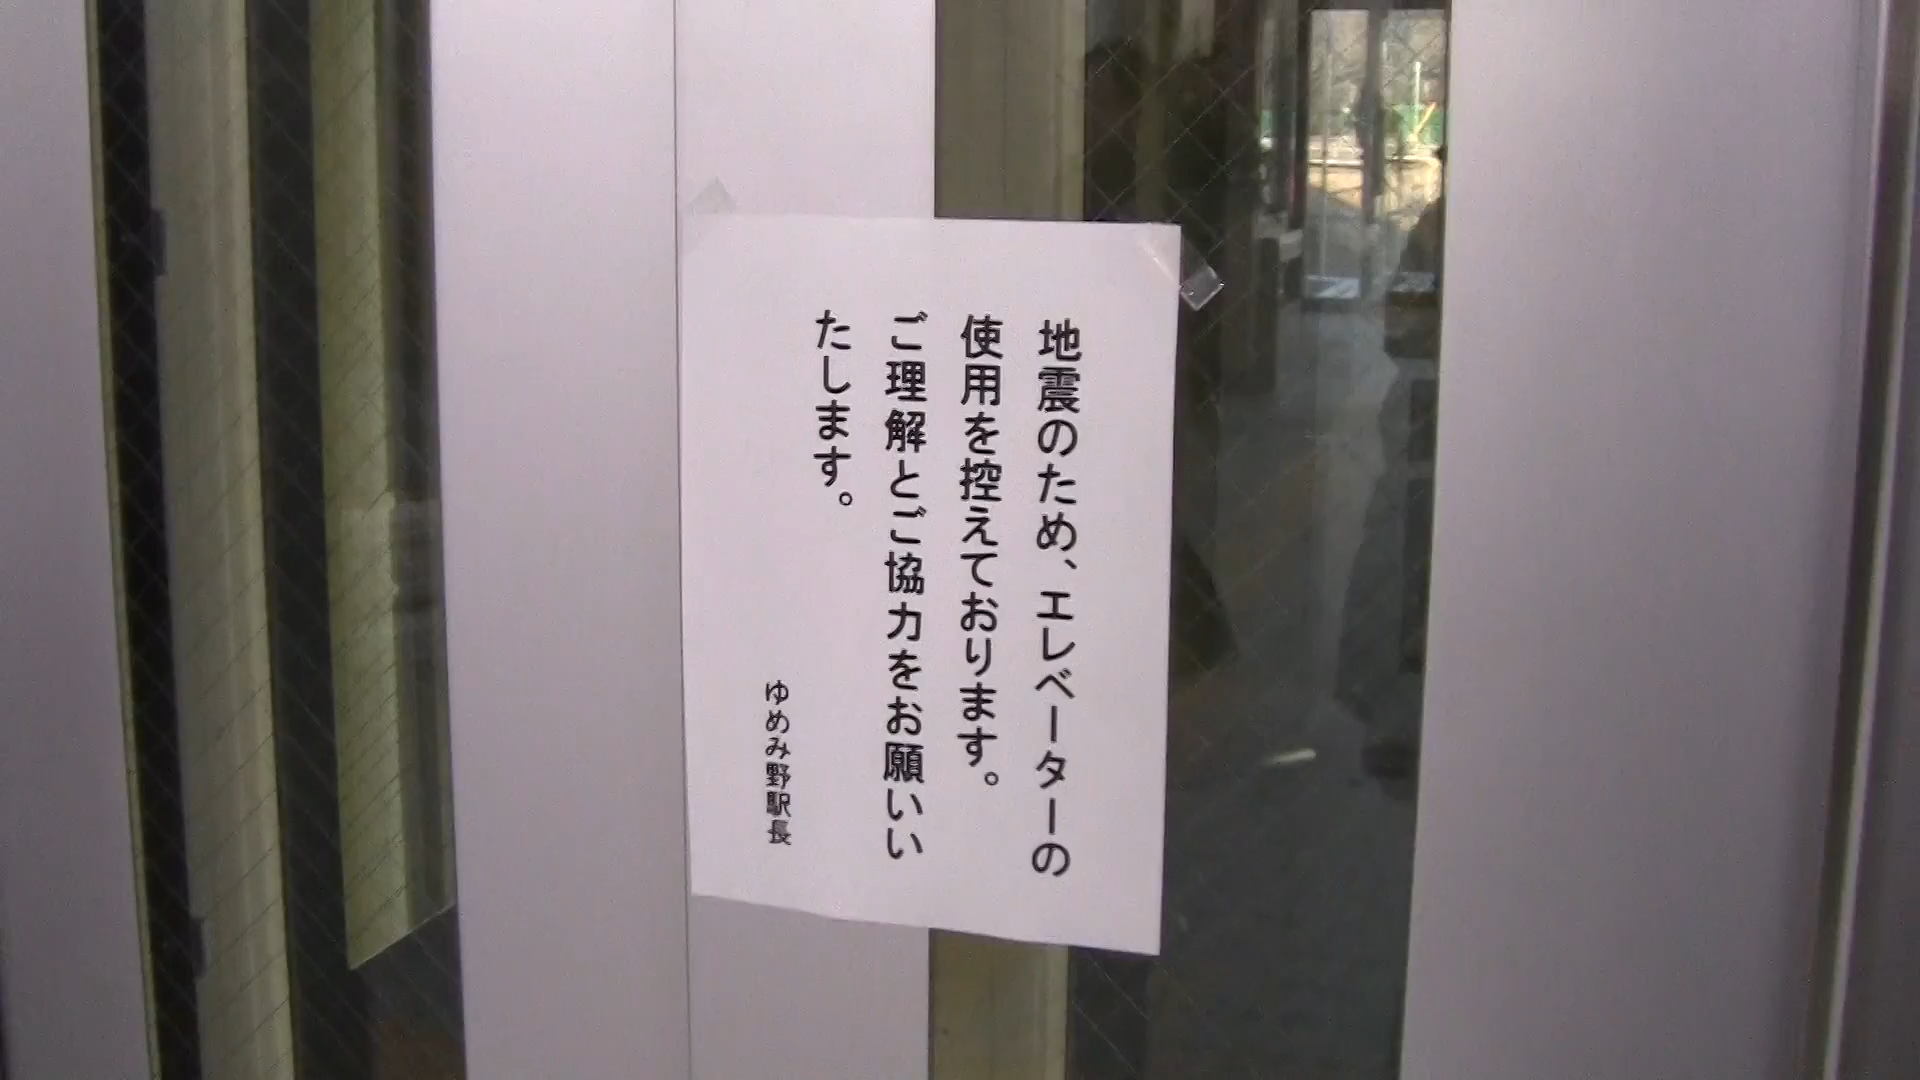 地震のため、エレベーターの
使用を控えております。
ご理解とご協力をお願いい
たします。
ゆめみ野駅長